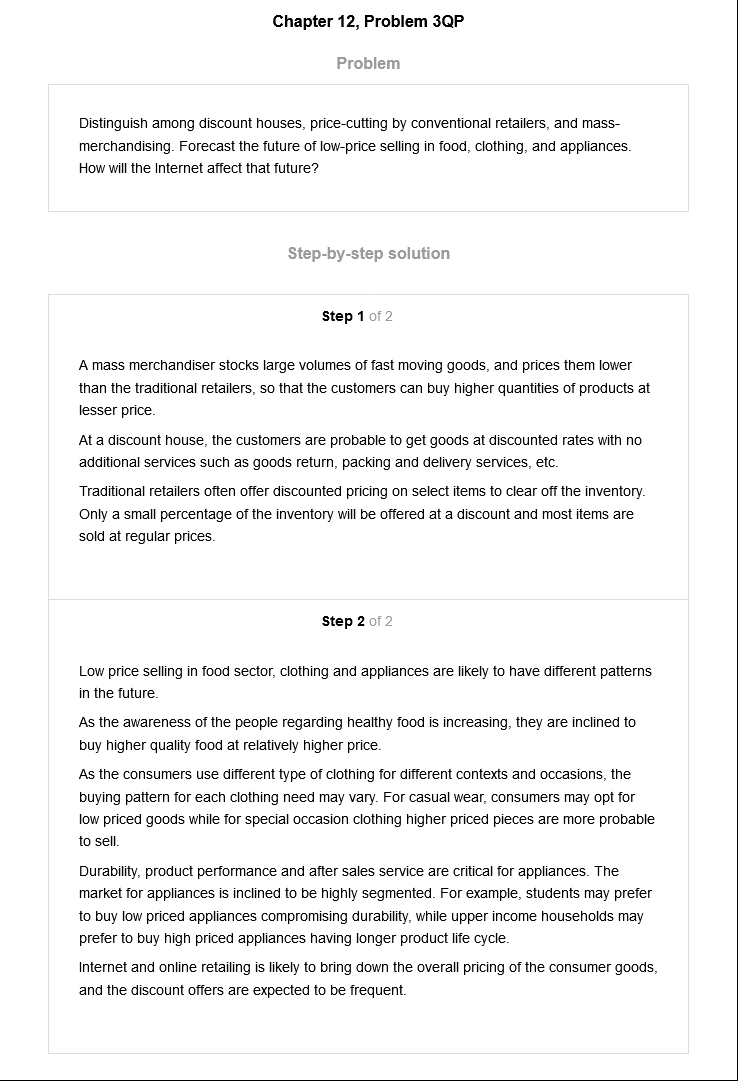 Chapter 12, Problem 3QP
Problem
Distinguish among discount houses, price-cutting by conventional retailers, and mass-
merchandising. Forecast the future of low-price selling in food, clothing, and appliances.
How will the Internet affect that future?
Step-by-step solution
Step 1 of 2
A mass merchandiser stocks large volumes of fast moving goods, and prices them lower
than the traditional retailers, so that the customers can buy higher quantities of products at
lesser price.
At a discount house, the customers are probable to get goods at discounted rates with no
additional services such as goods return, packing and delivery services, etc.
Traditional retailers often offer discounted pricing on select items to clear off the inventory.
Only a small percentage of the inventory will be offered at a discount and most items are
sold at regular prices.
Step 2 of 2
Low price selling in food sector, clothing and appliances are likely to have different patterns
in the future.
As the awareness of the people regarding healthy food is increasing, they are inclined to
buy higher quality food at relatively higher price.
As the consumers use different type of clothing for different contexts and occasions, the
buying pattern for each clothing need may vary. For casual wear, consumers may opt for
low priced goods while for special occasion clothing higher priced pieces are more probable
to sell.
Durability, product performance and after sales service are critical for appliances. The
market for appliances is inclined to be highly segmented. For example, students may prefer
to buy low priced appliances compromising durability, while upper income households may
prefer to buy high priced appliances having longer product life cycle.
Internet and online retailing is likely to bring down the overall pricing of the consumer goods,
and the discount offers are expected to be frequent.